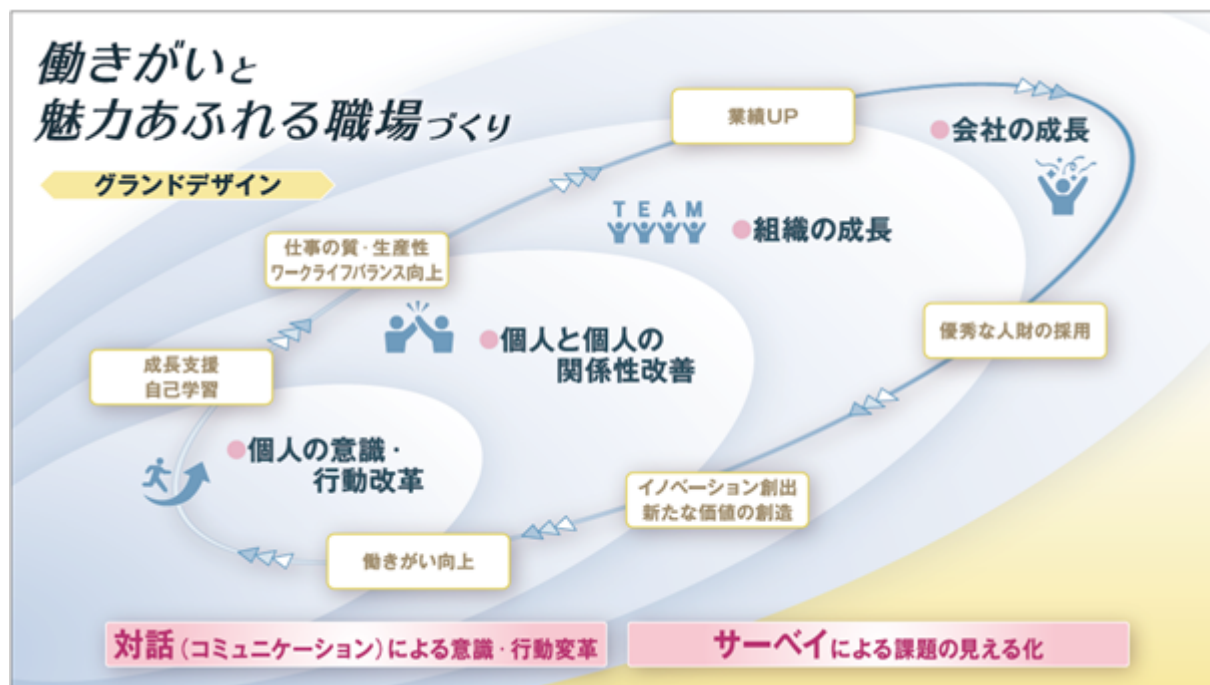 働きがいと
魅力あふれる職場づくり
グランドデザイン
業績UP
●会社の成長
TEAM
●組織の成長
仕事の質・生産性
ワークライフバランス向上
●個人と個人の
関係性改善
優秀な人財の採用
成長支援
自己学習
●個人の意識・
行動改革
イノベーション創出
新たな価値の創造
働きがい向上
対話(コミュニケーション)による意識・行動変革
サーベイによる課題の見える化